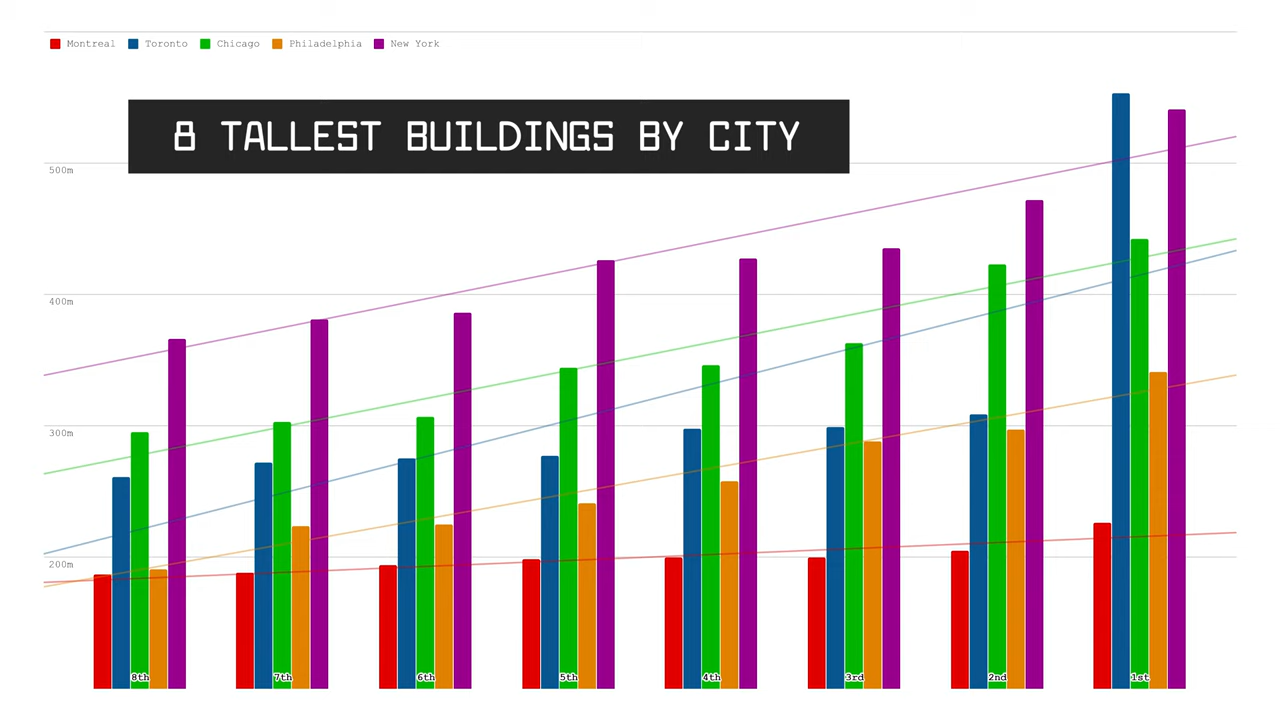 Montreal Toronto Chicago Philadelphia New York
8 TALLEST BUILDINGS BY CITY
500m
400m
300m
200m
8th 7th 6th 5th 4th 3rd 2nd 1st